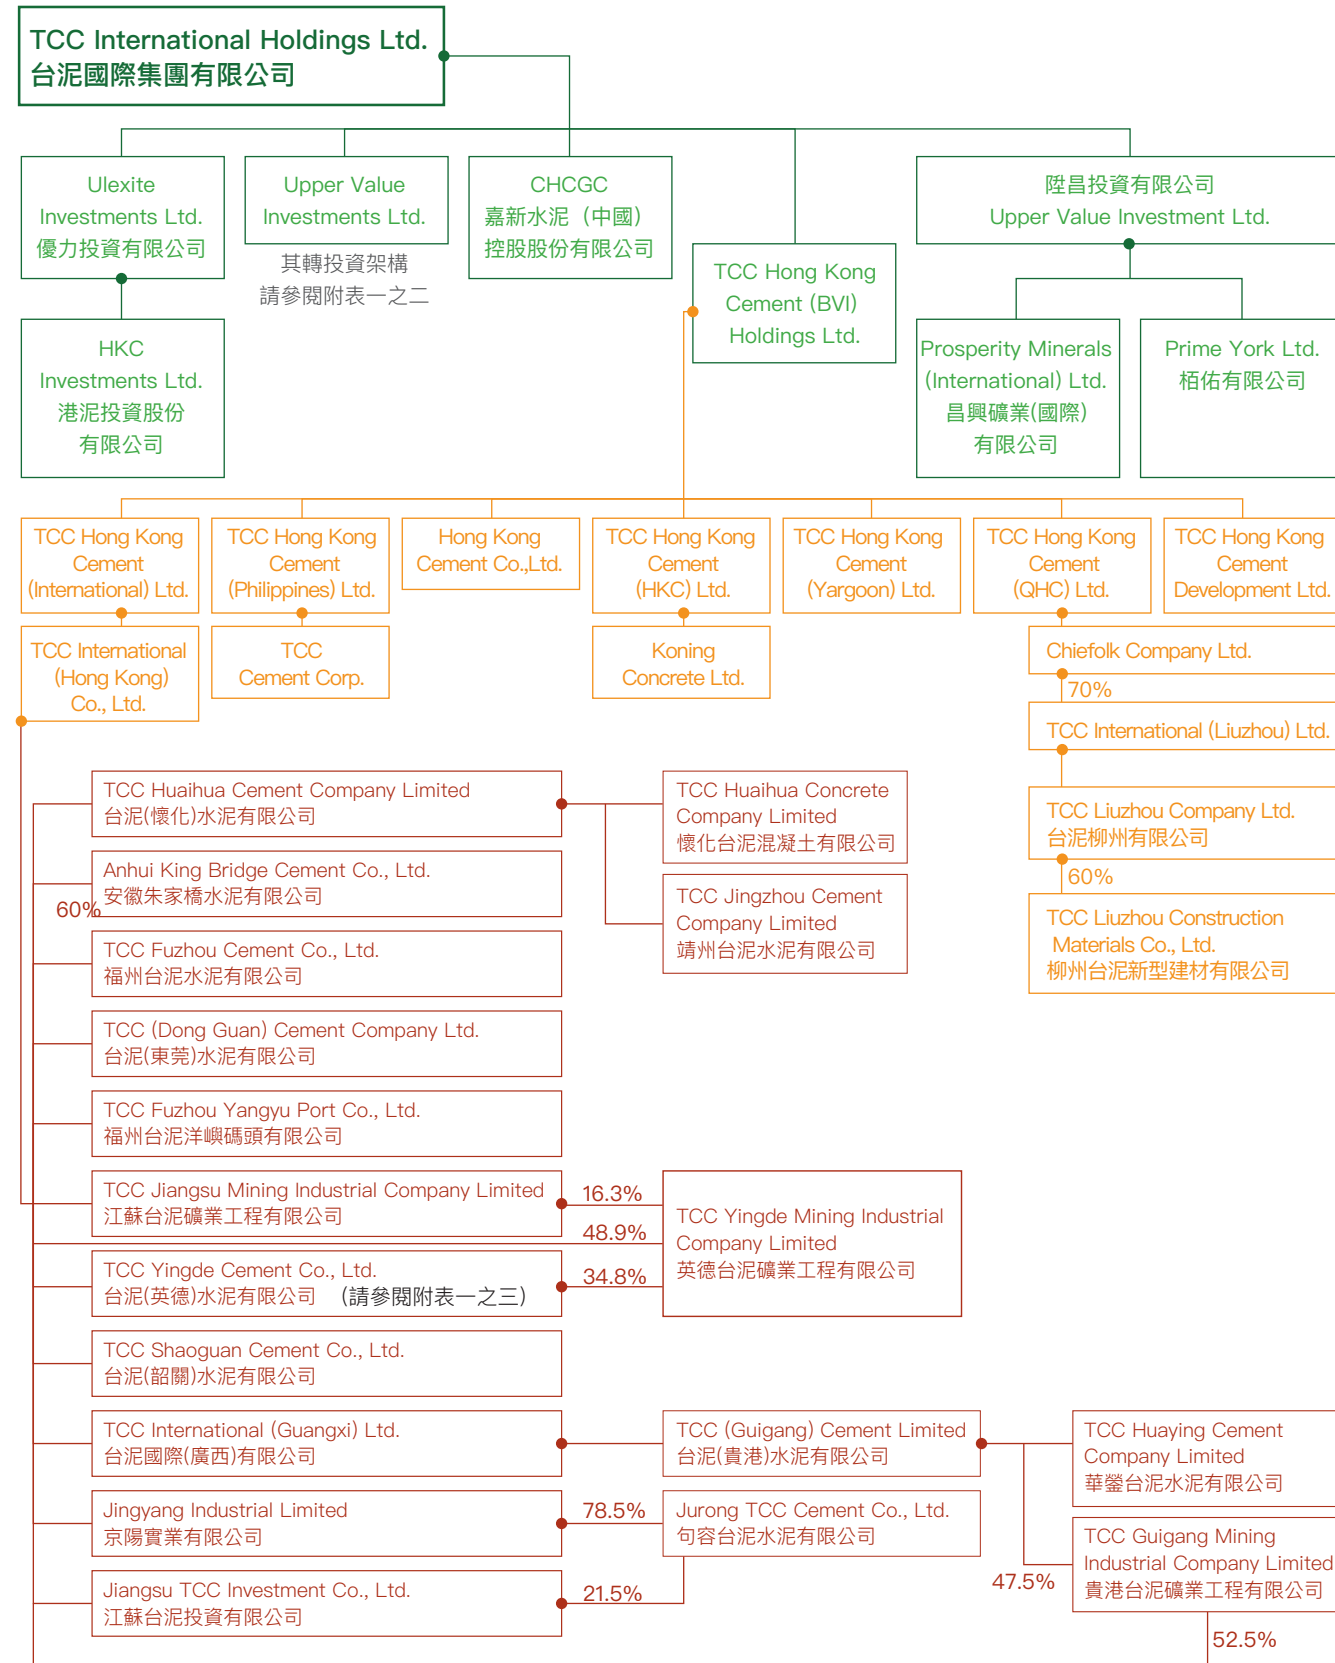 TCC International Holdings Ltd.
台泥國際集團有限公司
Ulexite
Investments Ltd.
優力投資有限公司
Upper Value
Investments Ltd.
其轉投資架構
請參閱附表一之二
CHCGC
嘉新水泥（中國）
控股股份有限公司
TCC Hong Kong
Cement (BVI)
Holdings Ltd.
陞昌投資有限公司
Upper Value Investment Ltd.
HKC
Investments Ltd.
港泥投資股份
有限公司
Prosperity Minerals
(International) Ltd.
昌興礦業(國際)
有限公司
Prime York Ltd.
栢佑有限公司
TCC Hong Kong
Cement
(International) Ltd.
TCC Hong Kong
Cement
(Philippines) Ltd.
Hong Kong
Cement Co.,Ltd.
TCC Hong Kong
Cement
(HKC) Ltd.
TCC Hong Kong
Cement
(Yargoon) Ltd.
TCC Hong Kong
Cement
(QHC) Ltd.
TCC Hong Kong
Cement
Development Ltd.
TCC International
(Hong Kong)
Co., Ltd.
TCC
Cement Corp.
Koning
Concrete Ltd.
Chiefolk Company Ltd.
70%
TCC International (Liuzhou) Ltd.
TCC Liuzhou Company Ltd.
台泥柳州有限公司
60%
TCC Liuzhou Construction
Materials Co., Ltd.
柳州台泥新型建材有限公司
TCC Huaihua Cement Company Limited
台泥(懷化)水泥有限公司
TCC Huaihua Concrete
Company Limited
懷化台泥混凝土有限公司
TCC Jingzhou Cement
Company Limited
靖州台泥水泥有限公司
Anhui King Bridge Cement Co., Ltd.
安徽朱家橋水泥有限公司
60%
TCC Fuzhou Cement Co., Ltd.
福州台泥水泥有限公司
TCC (Dong Guan) Cement Company Ltd.
台泥(東莞)水泥有限公司
TCC Fuzhou Yangyu Port Co., Ltd.
福州台泥洋嶼碼頭有限公司
TCC Jiangsu Mining Industrial Company Limited
江蘇台泥礦業工程有限公司
16.3%
48.9%
34.8%
TCC Yingde Mining Industrial
Company Limited
英德台泥礦業工程有限公司
TCC Yingde Cement Co., Ltd.
台泥(英德)水泥有限公司 (請參閱附表一之三)
TCC Shaoguan Cement Co., Ltd.
台泥(韶關)水泥有限公司
TCC International (Guangxi) Ltd.
台泥國際(廣西)有限公司
TCC (Guigang) Cement Limited
台泥(貴港)水泥有限公司
TCC Huaying Cement
Company Limited
華鎣台泥水泥有限公司
Jingyang Industrial Limited
京陽實業有限公司
78.5%
Jurong TCC Cement Co., Ltd.
句容台泥水泥有限公司
TCC Guigang Mining
Industrial Company Limited
貴港台泥礦業工程有限公司
47.5%
Jiangsu TCC Investment Co., Ltd.
江蘇台泥投資有限公司
21.5%
52.5%